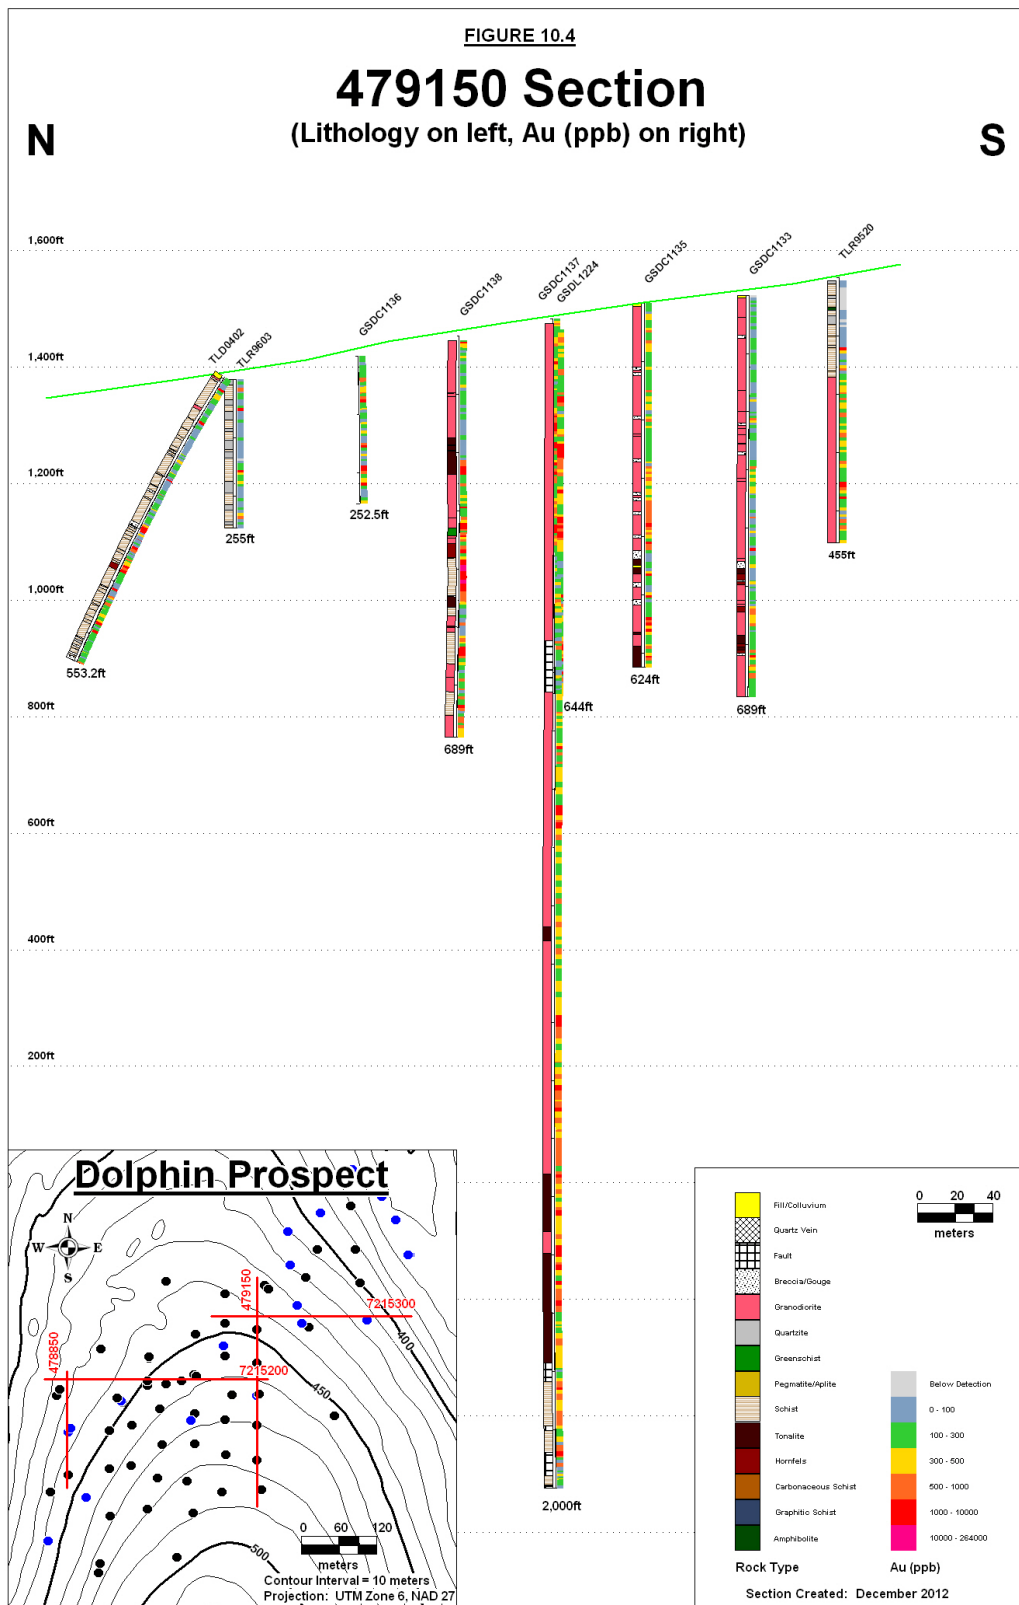 FIGURE 10.4
479150 Section
(Lithology on left, Au (ppb) on right)
N
S
1,600ft
1,400ft
1,200ft
1,000ft
800ft
600ft
400ft
200ft
TLD0402
TLR9603
GSDC1136
GSDC1138
GSDC1137
GSDL1224
GSDC1135
GSDC1133
TLR9520
553.2ft
255ft
252.5ft
689ft
644ft
624ft
689ft
455ft
2,000ft
Dolphin Prospect
N
W E
S
479150
7215300
478850
7215200
400
450
500
0 60 120
meters
Contour Interval = 10 meters
Projection: UTM Zone 6, NAD 27
Fill/Colluvium
Quartz Vein
Fault
Breccia/Gouge
Granodiorite
Quartzite
Greenschist
Pegmatite/Aplite
Schist
Tonalite
Hornfels
Carbonaceous Schist
Graphitic Schist
Amphibolite
Rock Type
0 20 40
meters
Below Detection
0 - 100
100 - 300
300 - 500
500 - 1000
1000 - 10000
10000 - 264000
Au (ppb)
Section Created: December 2012